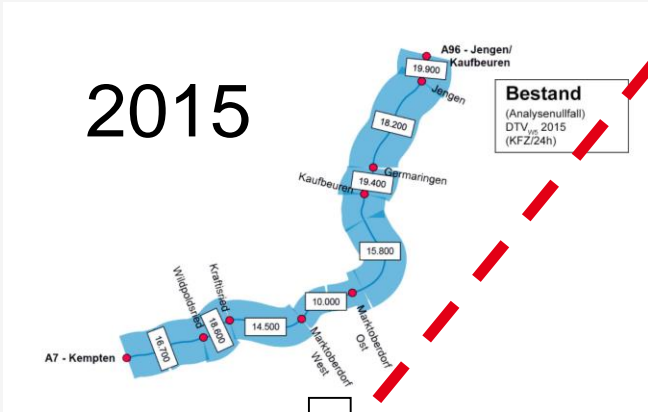 2015
A96 - Jengen/
Kaufbeuren
19.900
Jengen
Bestand
(Analysenullfall)
DTVw5 2015
(KFZ/24h)
18.200
Germaringen
19.400
Kaufbeuren
15.800
10.000
Marktoberdorf
Ost
Kraftisried
Wildpoldsried
18.600
14.500
Marktoberdorf
West
16.700
A7 - Kempten